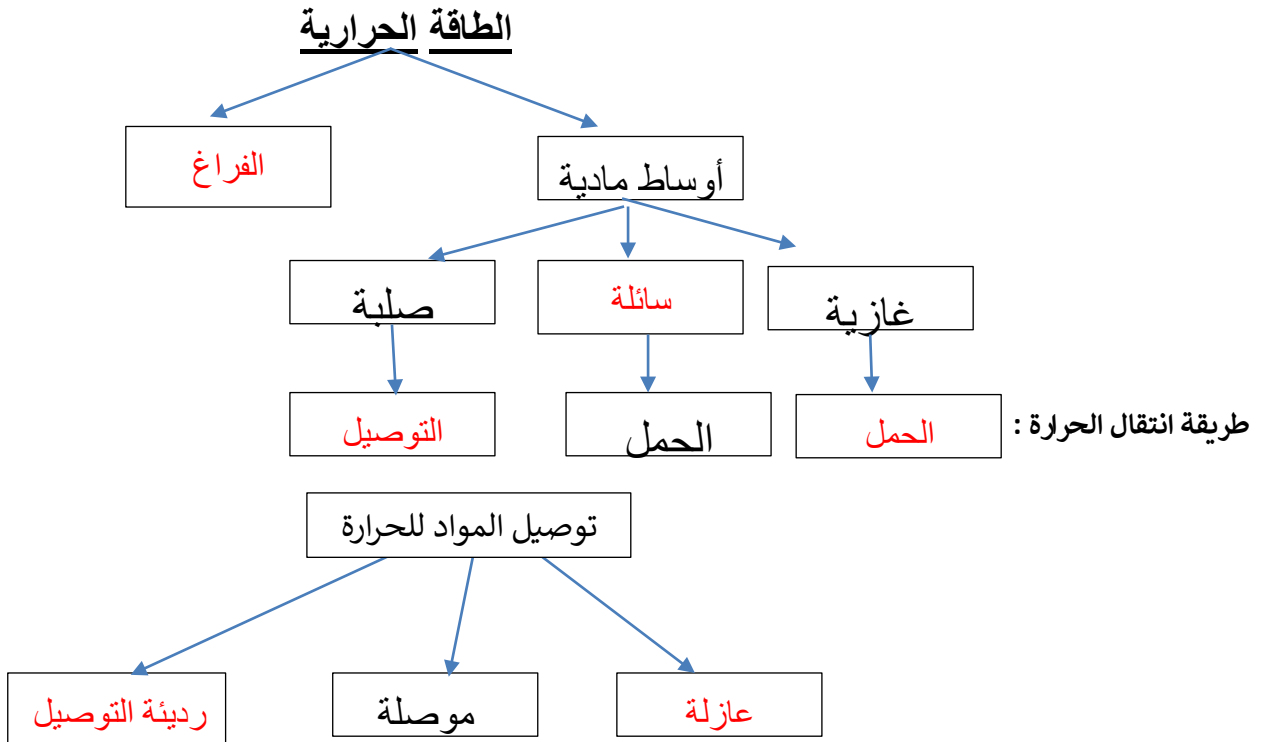 الطاقة الحرارية
الفراغ
أوساط مادية
غازية
سائلة
صلبة
طريقة انتقال الحرارة :
الحمل
الحمل
التوصيل
توصيل المواد للحرارة
عازلة
موصلة
رديئة التوصيل